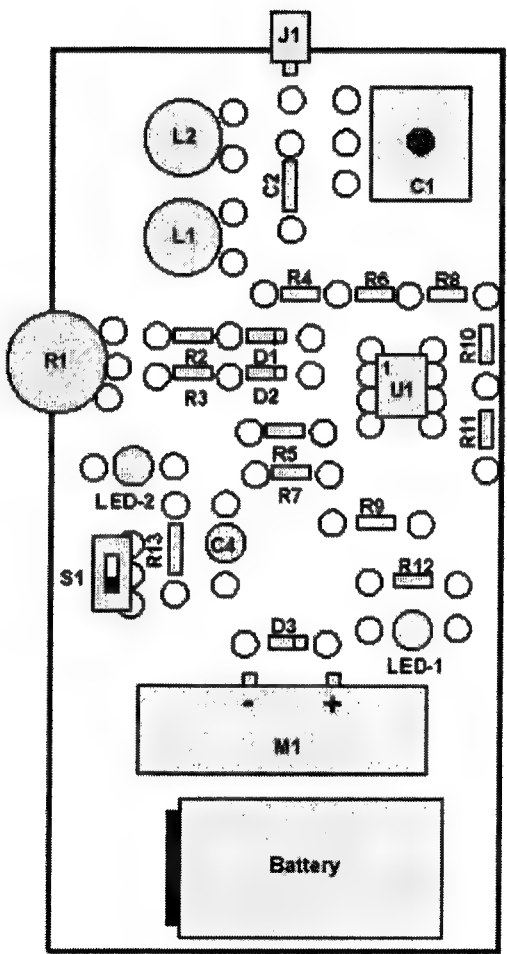 J1
L2
C2
C1
L1
R4 R6 R8
R1
R2 D1
R3 D2
1
U1
R10
R11
R5
R7
LED-2
R9
R13
C4
S1
R12
D3
LED-1
- +
M1
Battery